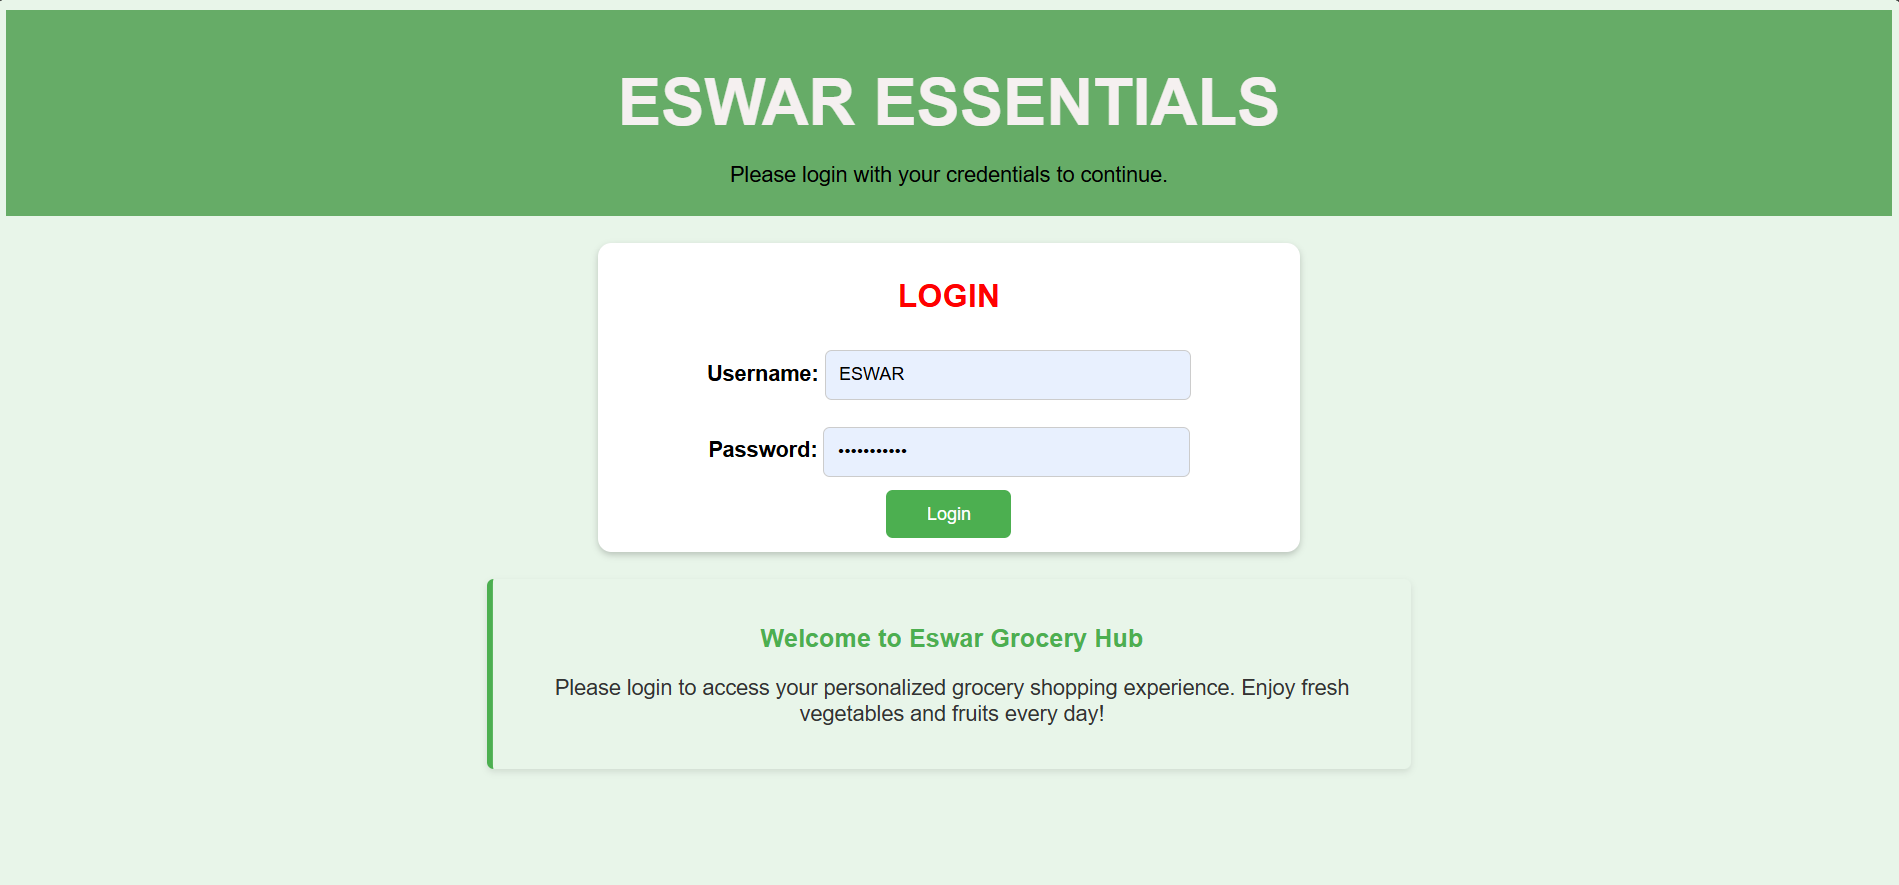 ESWAR ESSENTIALS
Please login with your credentials to continue.
LOGIN
Username: ESWAR
Password: •••••••••••
Login
Welcome to Eswar Grocery Hub
Please login to access your personalized grocery shopping experience. Enjoy fresh
vegetables and fruits every day!